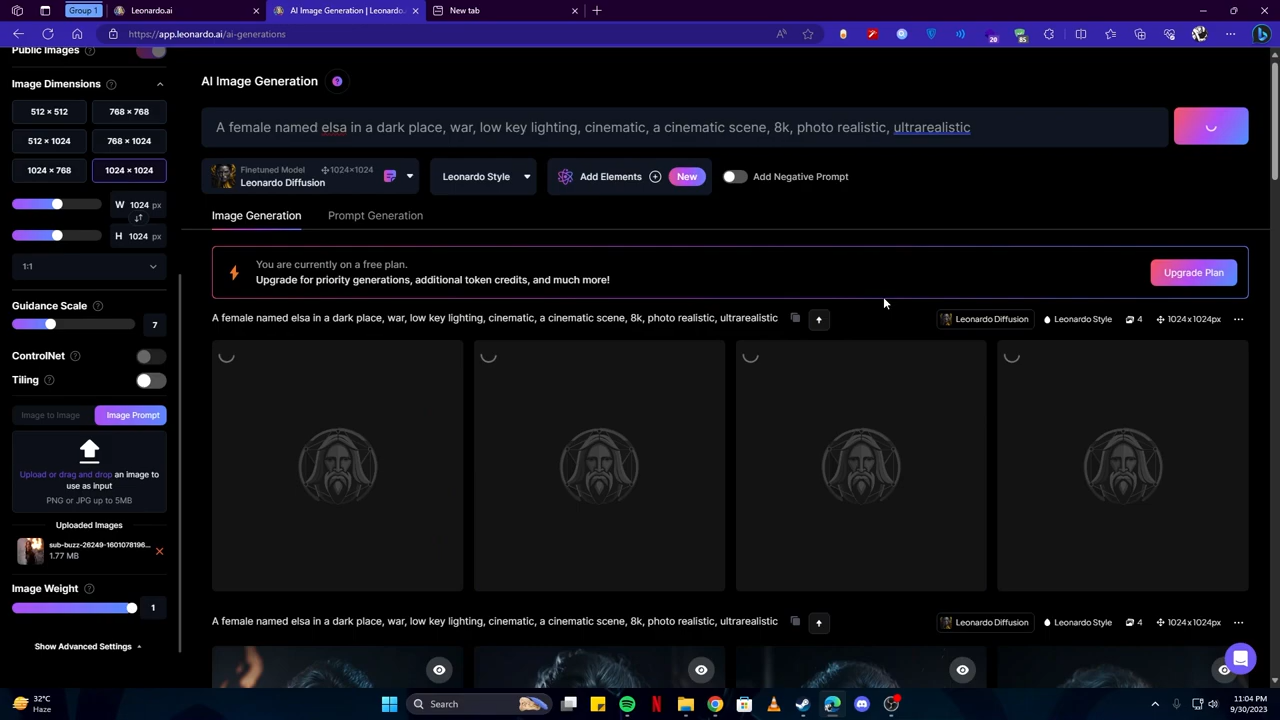 Group 1
Leonardo.ai
AI Image Generation | Leonardo.
New tab
https://app.leonardo.ai/ai-generations
20
85
Public Images
Image Dimensions
512 × 512
768 × 768
512 × 1024
768 × 1024
1024 × 768
1024 × 1024
W 1024 px
H 1024 px
1:1
Guidance Scale
7
ControlNet
Tiling
Image to Image
Image Prompt
Upload or drag and drop an image to
use as input
PNG or JPG up to 5MB
Uploaded Images
sub-buzz-26249-1601078196...
1.77 MB
Image Weight
1
Show Advanced Settings
AI Image Generation
A female named elsa in a dark place, war, low key lighting, cinematic, a cinematic scene, 8k, photo realistic, ultrarealistic
Finetuned Model
1024×1024
Leonardo Diffusion
Leonardo Style
Add Elements
New
Add Negative Prompt
Image Generation
Prompt Generation
You are currently on a free plan.
Upgrade for priority generations, additional token credits, and much more!
Upgrade Plan
A female named elsa in a dark place, war, low key lighting, cinematic, a cinematic scene, 8k, photo realistic, ultrarealistic
Leonardo Diffusion
Leonardo Style
4
1024x1024px
A female named elsa in a dark place, war, low key lighting, cinematic, a cinematic scene, 8k, photo realistic, ultrarealistic
Leonardo Diffusion
Leonardo Style
4
1024x1024px
32°C
Haze
Search
11:04 PM
9/30/2023